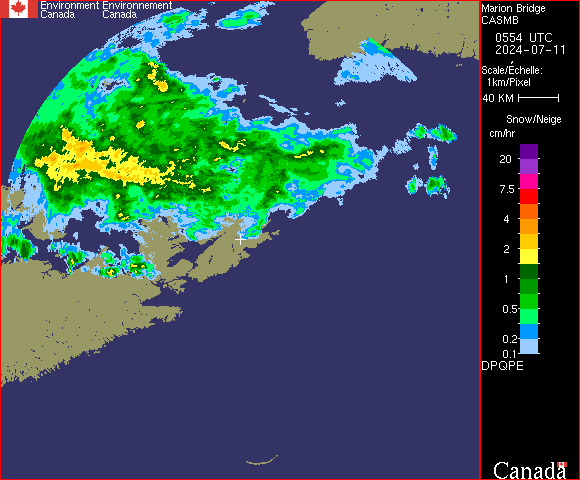 Environment Environnement
Canada Canada
Marion Bridge
CASMB
0554 UTC
2024-07-11
Scale/Échelle:
1km/Pixel
40 KM
Snow/Neige
cm/hr
20
7.5
4
2
1
0.5
0.2
0.1
DPQPE
Canada